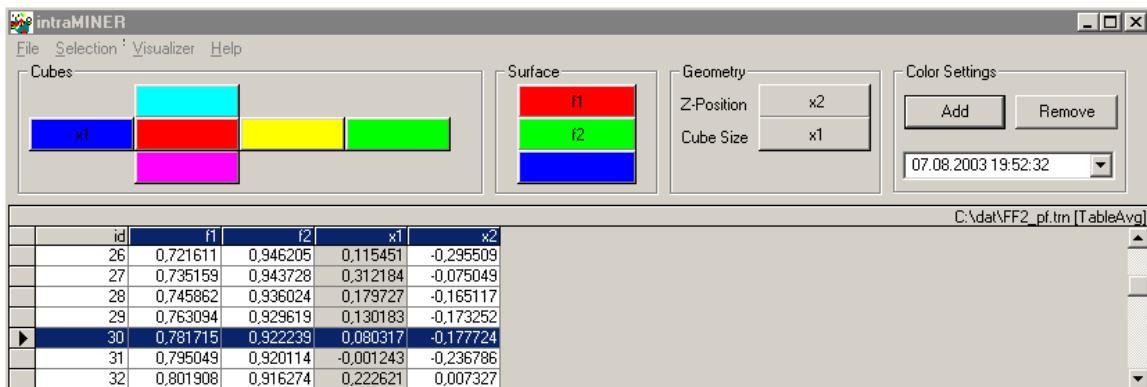 intraMINER
File Selection Visualizer Help
Cubes Surface Geometry Color Settings
f1 Z-Position x2 Add Remove
x1 f2 Cube Size x1
07.08.2003 19:52:32
C:\dat\FF2_pf.trn [TableAvg]
id f1 f2 x1 x2
26 0,721611 0,946205 0,115451 -0,295509
27 0,735159 0,943728 0,312184 -0,075049
28 0,745862 0,936024 0,179727 -0,165117
29 0,763094 0,929619 0,130183 -0,173252
30 0,781715 0,922239 0,080317 -0,177724
31 0,795049 0,920114 -0,001243 -0,236786
32 0,801908 0,916274 0,222621 0,007327